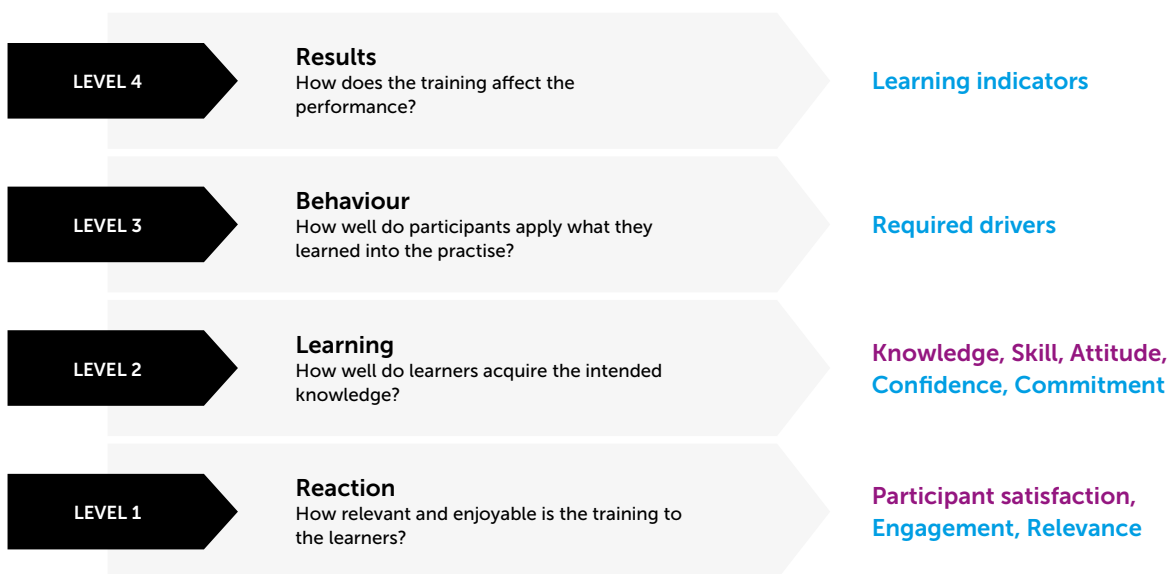 LEVEL 4
Results
How does the training affect the
performance?
Learning indicators
LEVEL 3
Behaviour
How well do participants apply what they
learned into the practise?
Required drivers
LEVEL 2
Learning
How well do learners acquire the intended
knowledge?
Knowledge, Skill, Attitude,
Confidence, Commitment
LEVEL 1
Reaction
How relevant and enjoyable is the training to
the learners?
Participant satisfaction,
Engagement, Relevance